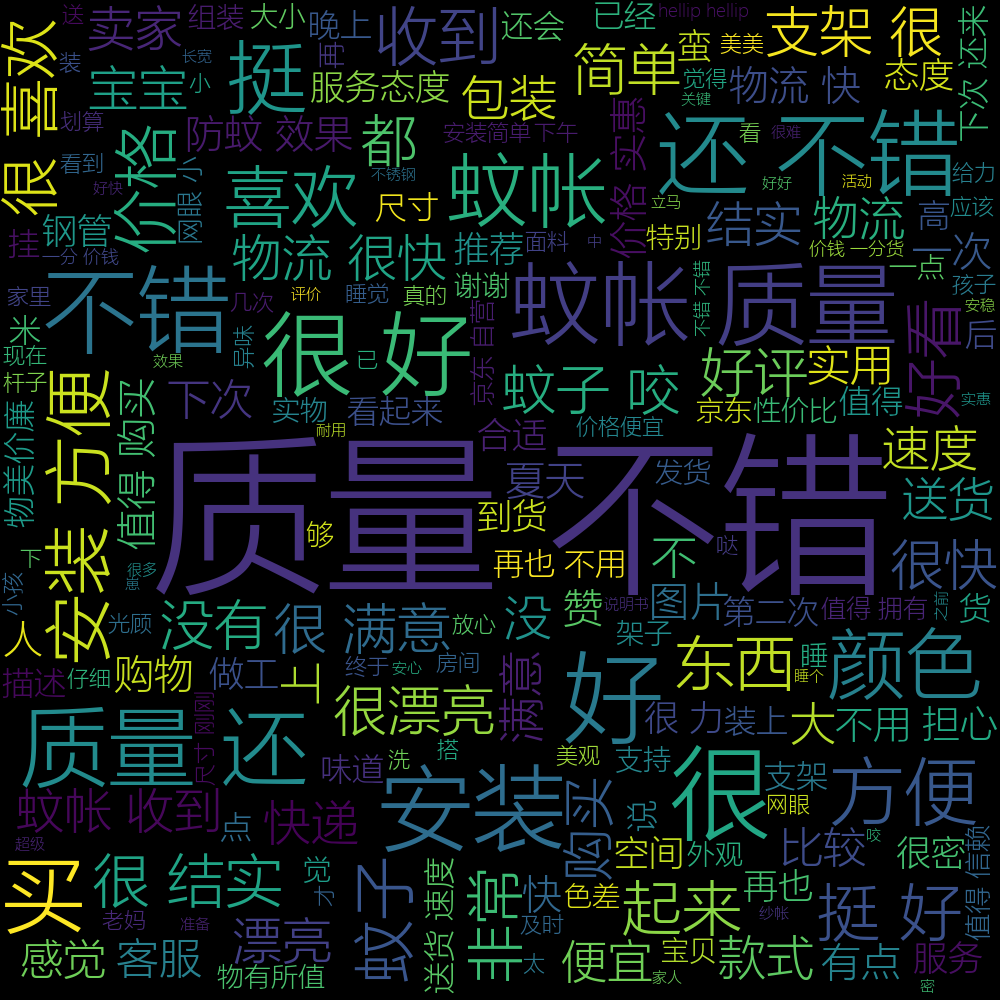 送
卖家
组装
大小
晚上
收到
还会
已经
hellip hellip
支架 很
还来
很 喜欢
装
长宽
小
宝宝
挺
服务态度
再
包装
简单
蛮
美美
觉得
关键
物流 快
态度
下次
划算
防蚊 效果
都
安装简单
下午
实惠
还 不错
看
很难
看到
好快
价格
网眼
小
喜欢
不锈钢
尺寸
蚊帐
价格
立马
好好
活动
给力
结实
物流
高
应该
挂
钢管
一分 价钱
物流 很快
推荐
面料
中
特别
价钱 一分货
一点
一次
家里
不错
几次
评价
睡觉
真的
谢谢
自营
蚊帐 质量
不错 不错
孩子
安稳
后
米
现在
杆子
效果
异味
很 好
已
京东
蚊子 咬
好评
实用
好看
实惠
安装 方便
下次
实物
看起来
耐用
合适
价格便宜
京东
性价比
值得
物美价廉
值得 购买
质量 不错
夏天
发货
速度
到货
送货
够
再也 不用
不
哒
下
很多
崽
小孩
人
光顾
没有
很 满意
放心
没
赞
说明书
图片
第二次
值得 拥有
之前
货
很快
描述
仔细
购物
做工
终于
安心
房间
上
架子
东西
睡
睡个
颜色
刚刚
尺寸
很漂亮
满意
好
很 力
装上
大
不用 担心
质量 还
味道
洗
搭
美观
支持
很
支架
方便
蚊帐 收到
快递
点
安装
购买
说
网眼
超级
空间
外观
比较
咬
很密
值得 信赖
买
很 结实
觉
才
蚊子
速度
送货
非常
快
及时
色差
起来
再也
纱帐
挺 好
老妈
准备
感觉
客服
漂亮
物有所值
太
便宜
宝贝
家人
款式
有点
服务
密